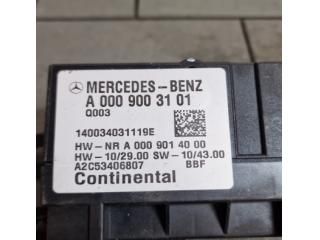 MERCEDES-BENZ
A 000 900 31 01
Q003
140034031119E
HW-NR A 000 901 40 00
HW-10/29.00 SW-10/43.00
A2C53406807 BBF
Continental